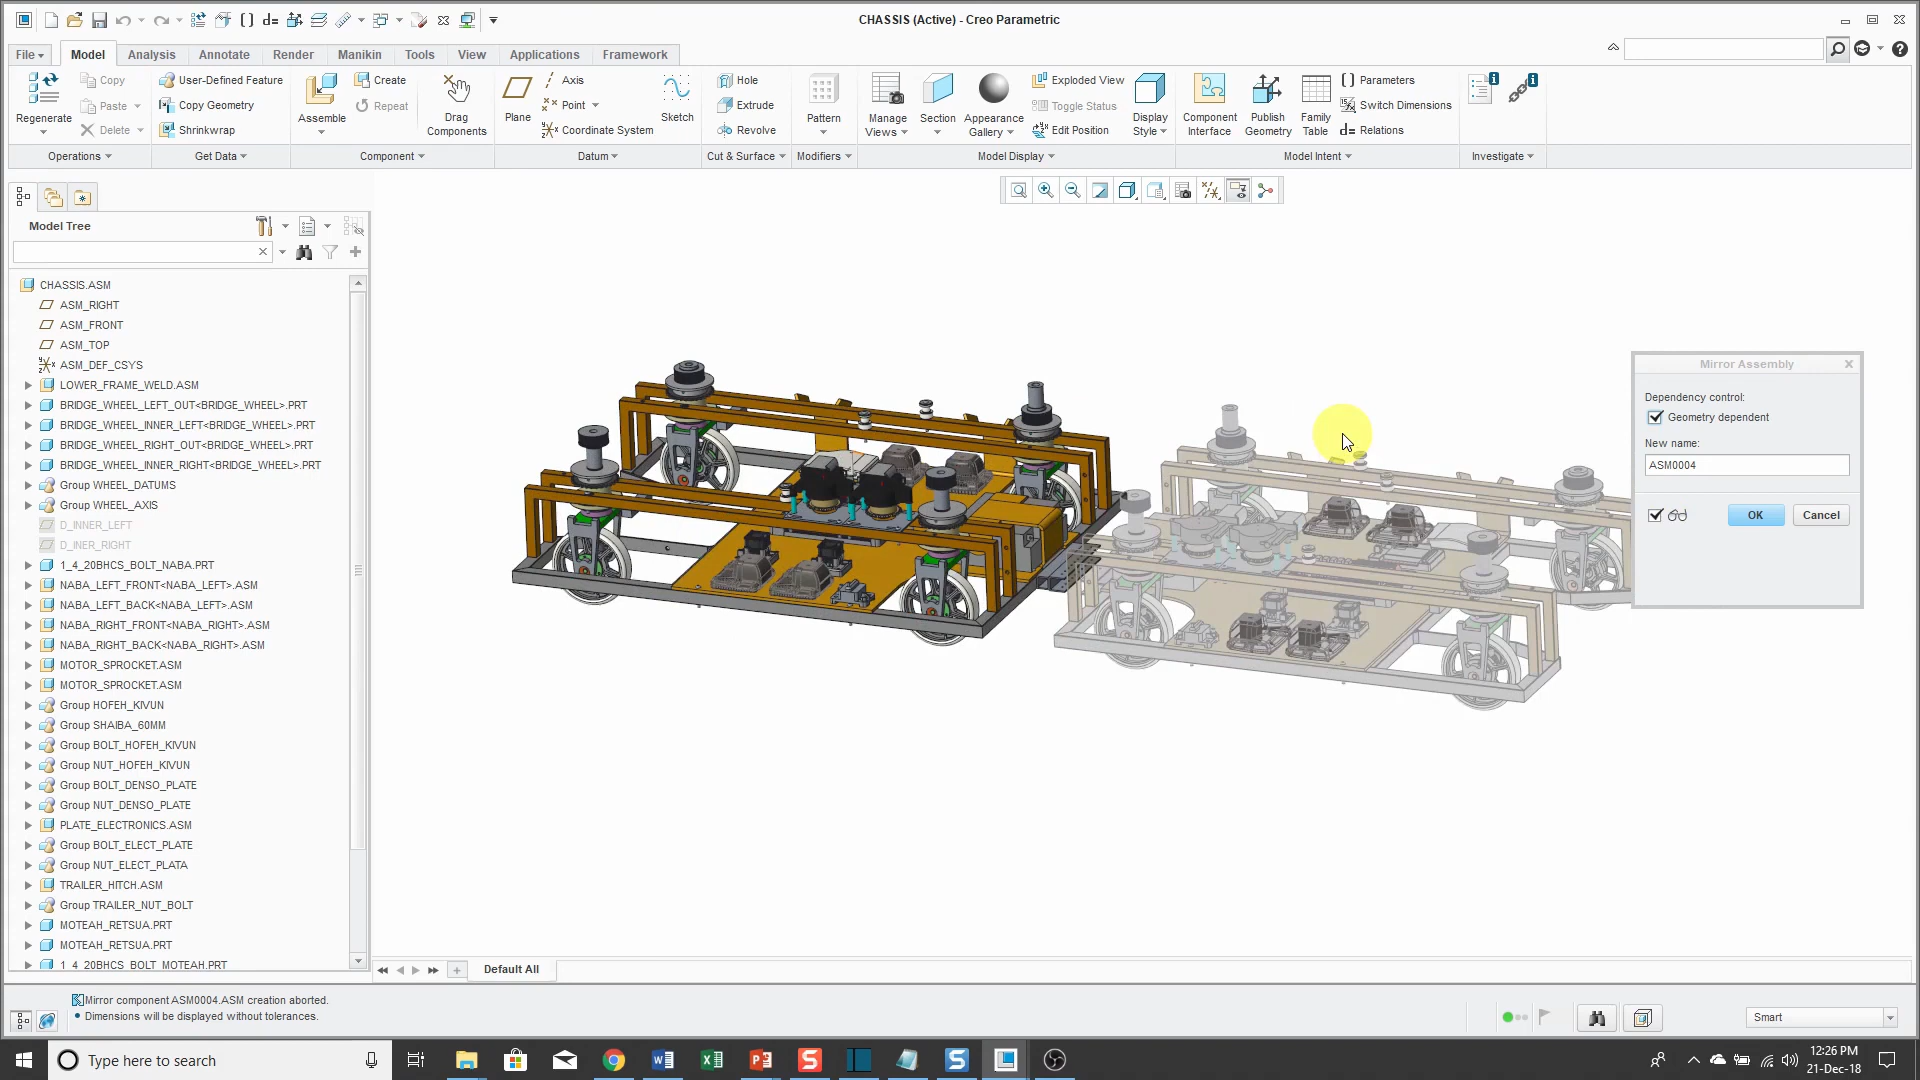 CHASSIS (Active) - Creo Parametric
File
Model
Analysis
Annotate
Render
Manikin
Tools
View
Applications
Framework
Regenerate
Copy
Paste
Delete
User-Defined Feature
Copy Geometry
Shrinkwrap
Assemble
Create
Repeat
Drag Components
Plane
Axis
Point
Coordinate System
Sketch
Hole
Extrude
Revolve
Pattern
Manage Views
Section
Appearance Gallery
Exploded View
Toggle Status
Edit Position
Display Style
Component Interface
Publish Geometry
Family Table
Parameters
Switch Dimensions
d= Relations
Operations
Get Data
Component
Datum
Cut & Surface
Modifiers
Model Display
Model Intent
Investigate
Model Tree
CHASSIS.ASM
ASM_RIGHT
ASM_FRONT
ASM_TOP
ASM_DEF_CSYS
LOWER_FRAME_WELD.ASM
BRIDGE_WHEEL_LEFT_OUT<BRIDGE_WHEEL>.PRT
BRIDGE_WHEEL_INNER_LEFT<BRIDGE_WHEEL>.PRT
BRIDGE_WHEEL_RIGHT_OUT<BRIDGE_WHEEL>.PRT
BRIDGE_WHEEL_INNER_RIGHT<BRIDGE_WHEEL>.PRT
Group WHEEL_DATUMS
Group WHEEL_AXIS
D_INNER_LEFT
D_INER_RIGHT
1_4_20BHCS_BOLT_NABA.PRT
NABA_LEFT_FRONT<NABA_LEFT>.ASM
NABA_LEFT_BACK<NABA_LEFT>.ASM
NABA_RIGHT_FRONT<NABA_RIGHT>.ASM
NABA_RIGHT_BACK<NABA_RIGHT>.ASM
MOTOR_SPROCKET.ASM
MOTOR_SPROCKET.ASM
Group HOFEH_KIVUN
Group SHAIBA_60MM
Group BOLT_HOFEH_KIVUN
Group NUT_HOFEH_KIVUN
Group BOLT_DENSO_PLATE
Group NUT_DENSO_PLATE
PLATE_ELECTRONICS.ASM
Group BOLT_ELECT_PLATE
Group NUT_ELECT_PLATA
TRAILER_HITCH.ASM
Group TRAILER_NUT_BOLT
MOTEAH_RETSUA.PRT
MOTEAH_RETSUA.PRT
1_4_20BHCS_BOLT_MOTEAH.PRT
Mirror Assembly
Dependency control:
Geometry dependent
New name:
ASM0004
OK
Cancel
Default All
Mirror component ASM0004.ASM creation aborted.
• Dimensions will be displayed without tolerances.
Smart
Type here to search
12:26 PM
21-Dec-18